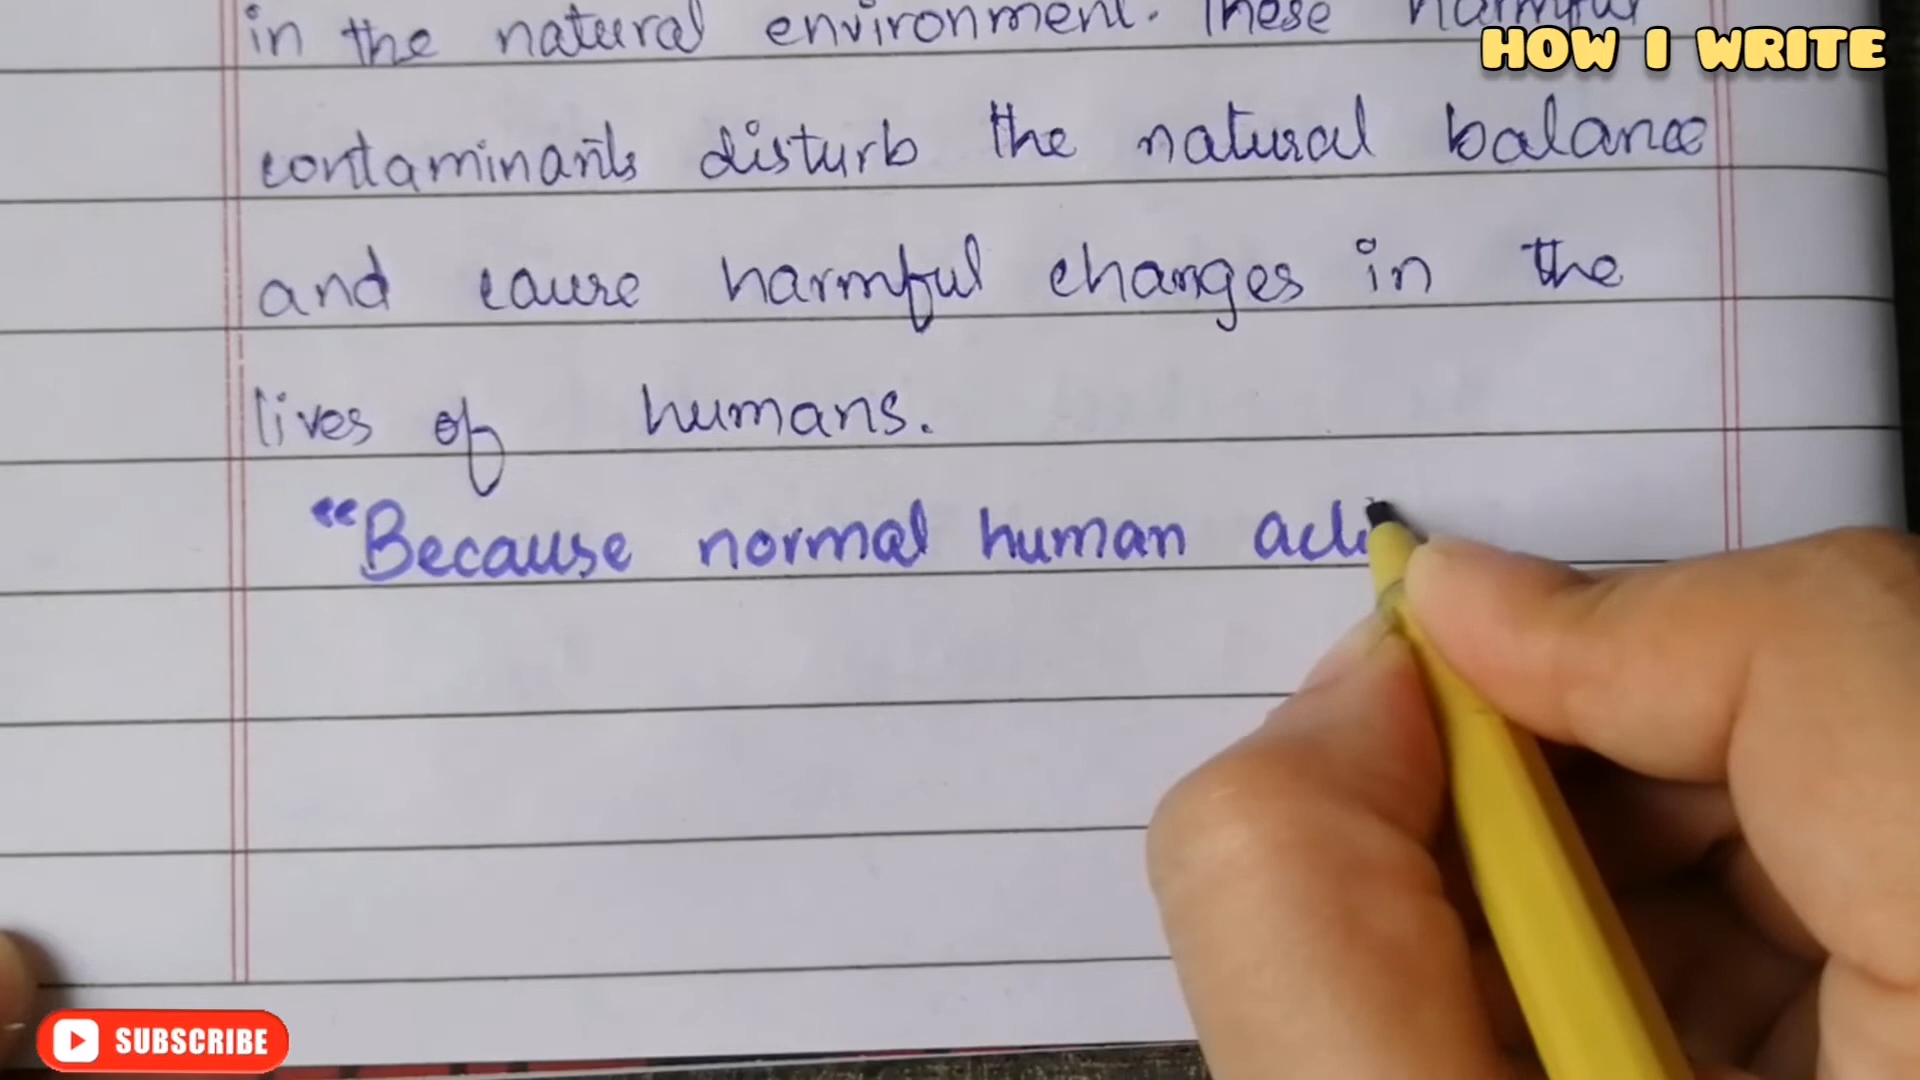 in the natural environment. These harmful
HOW I WRITE
contaminants disturb the natural balance
and cause harmful changes in the
lives of humans.
"Because normal human
SUBSCRIBE